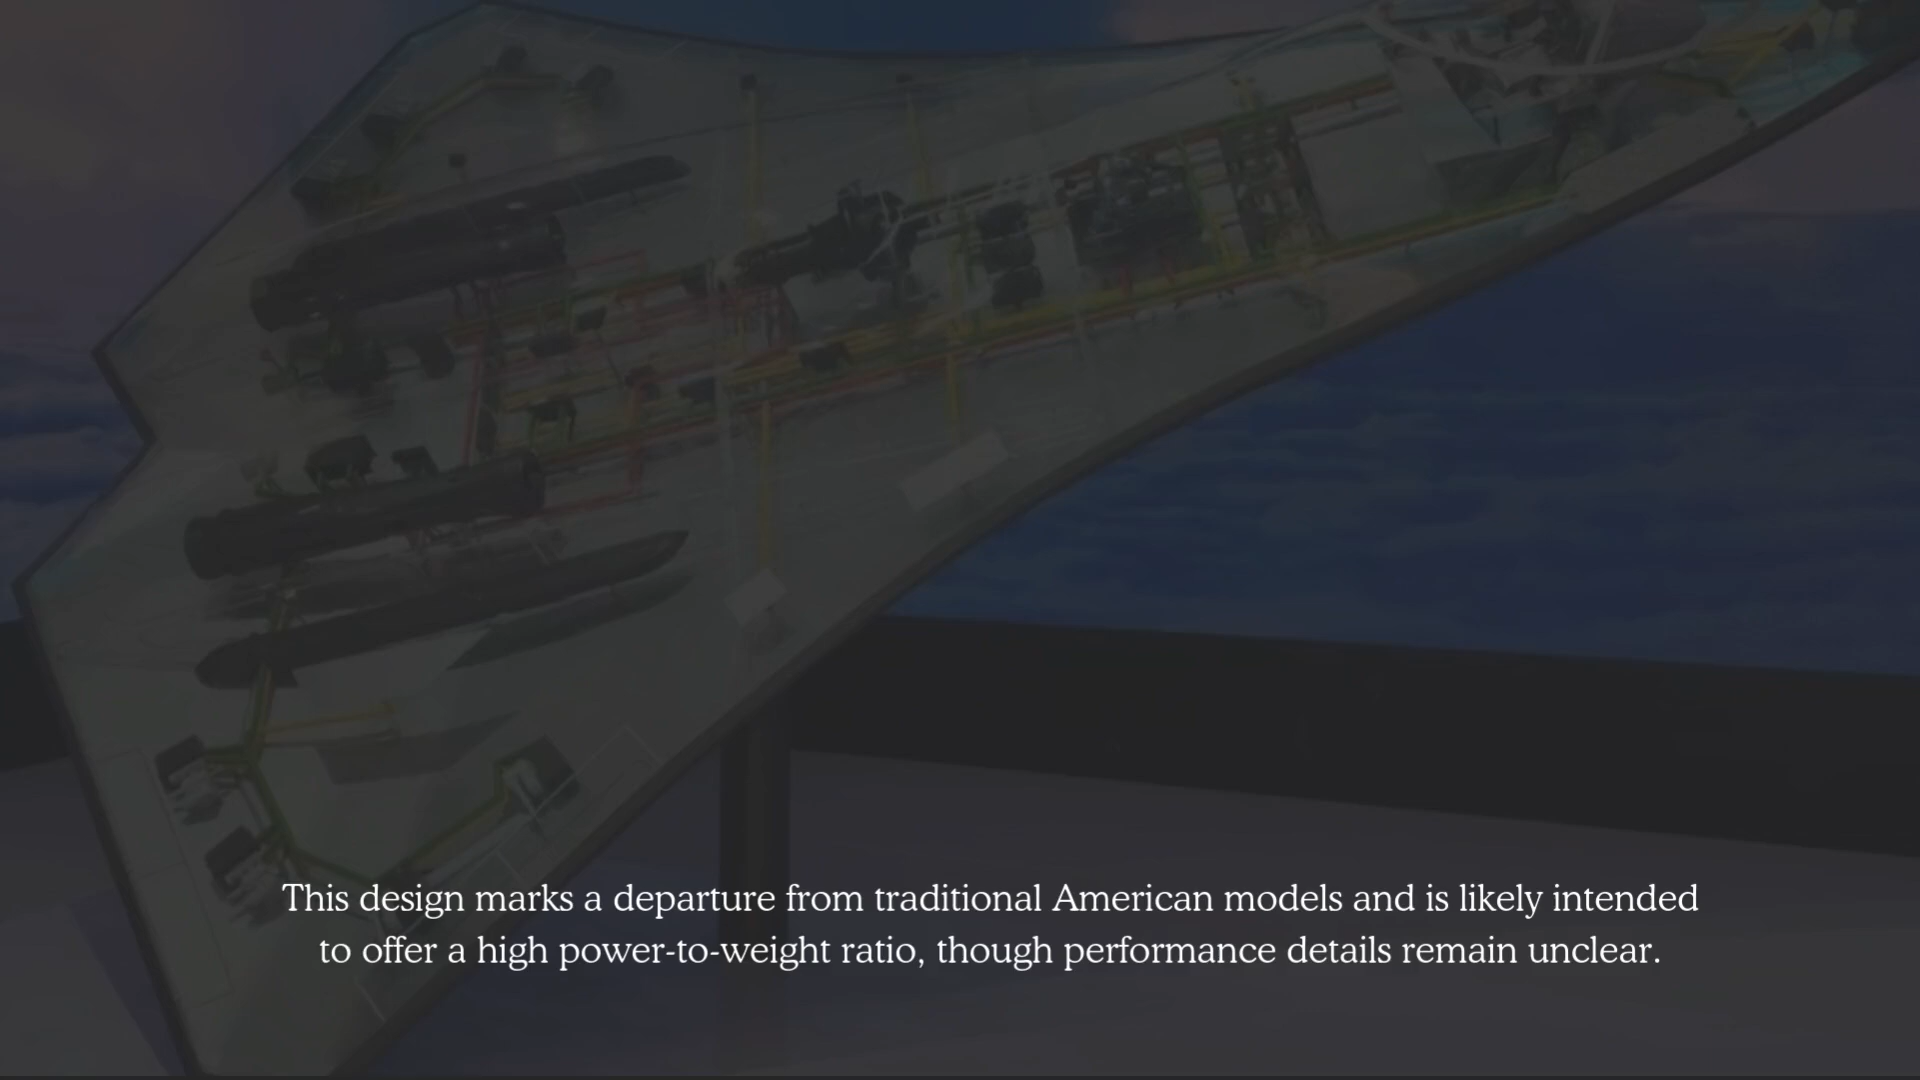 This design marks a departure from traditional American models and is likely intended
to offer a high power-to-weight ratio, though performance details remain unclear.